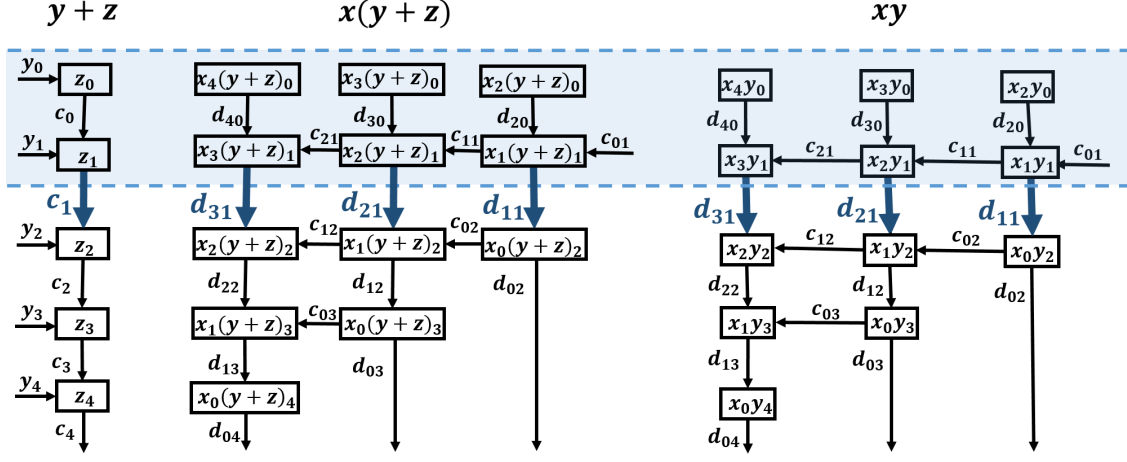 y + z x(y + z) xy
y₀ z₀ x₄(y + z)₀ x₃(y + z)₀ x₂(y + z)₀ x₄y₀ x₃y₀ x₂y₀
c₀ d₄₀ d₃₀ d₂₀ d₄₀ d₃₀ d₂₀
y₁ z₁ x₃(y + z)₁ c₂₁ x₂(y + z)₁ c₁₁ x₁(y + z)₁ c₀₁ x₃y₁ c₂₁ x₂y₁ c₁₁ x₁y₁ c₀₁
c₁ d₃₁ d₂₁ d₁₁ d₃₁ d₂₁ d₁₁
y₂ z₂ x₂(y + z)₂ c₁₂ x₁(y + z)₂ c₀₂ x₀(y + z)₂ x₂y₂ c₁₂ x₁y₂ c₀₂ x₀y₂
c₂ d₂₂ d₁₂ d₀₂ d₂₂ d₁₂ d₀₂
y₃ z₃ x₁(y + z)₃ c₀₃ x₀(y + z)₃ x₁y₃ c₀₃ x₀y₃
c₃ d₁₃ d₀₃ d₁₃ d₀₃
y₄ z₄ x₀(y + z)₄ x₀y₄
c₄ d₀₄ d₀₄